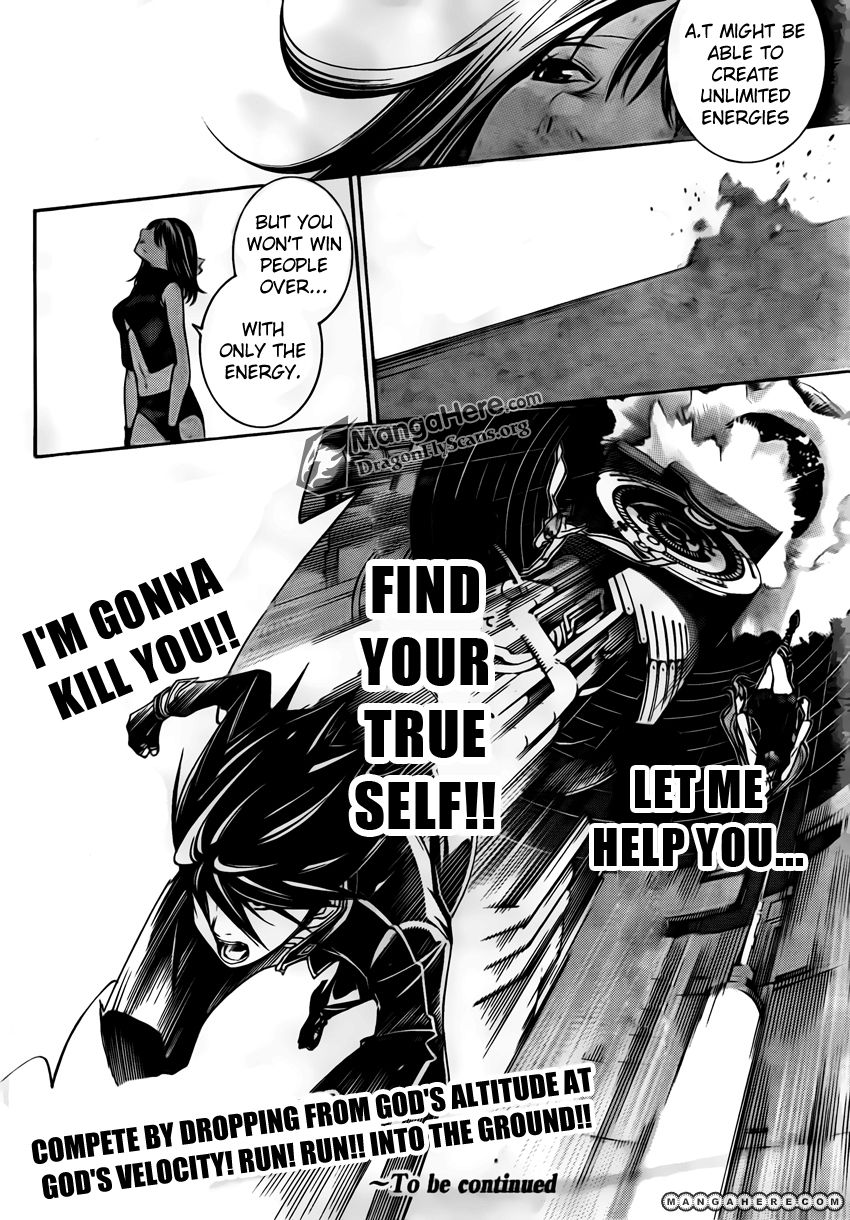 A.T MIGHT BE
ABLE TO
CREATE
UNLIMITED
ENERGIES
BUT YOU
WON'T WIN
PEOPLE
OVER...
WITH
ONLY THE
ENERGY.
MangaHere.com
DragonFlyScans.org
I'M GONNA
KILL YOU!!
FIND
YOUR
TRUE
SELF!!
LET ME
HELP YOU...
COMPETE BY DROPPING FROM GOD'S ALTITUDE AT
GOD'S VELOCITY! RUN! RUN!! INTO THE GROUND!!
~To be continued
MANGAHERE.COM